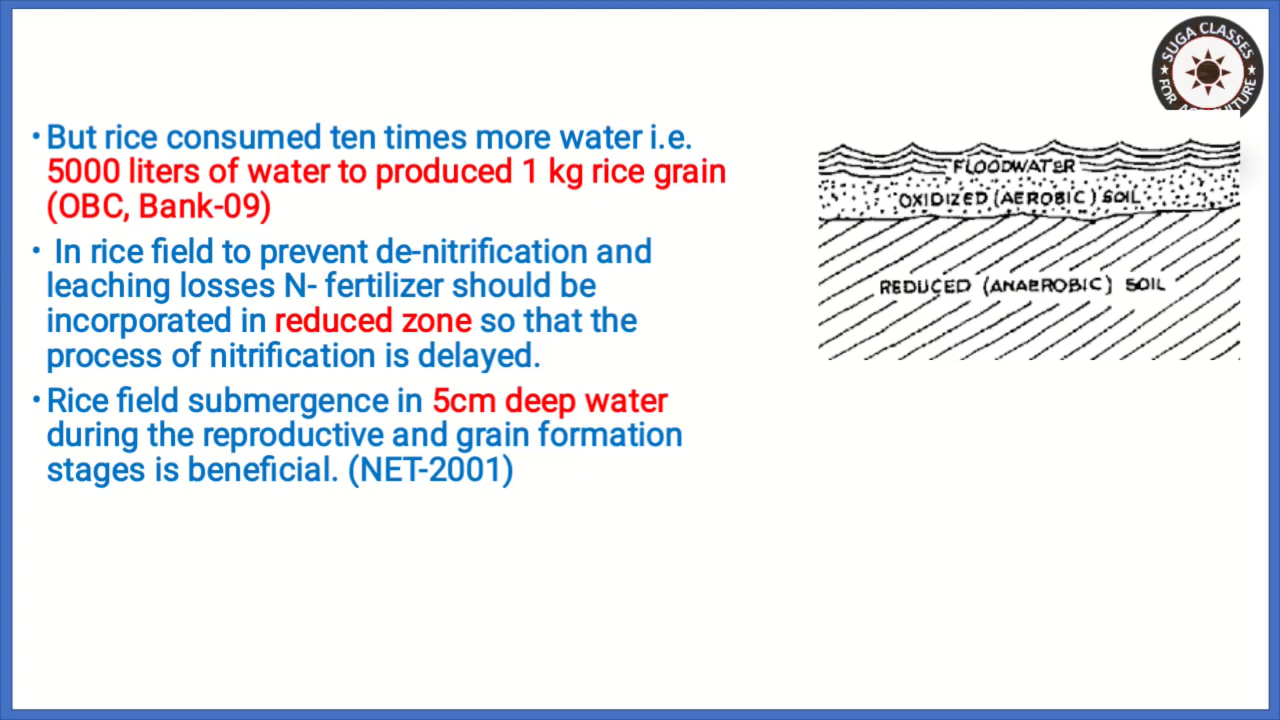 SUGA CLASSES
FOR AGRICULTURE
• But rice consumed ten times more water i.e.
5000 liters of water to produced 1 kg rice grain
(OBC, Bank-09)
• In rice field to prevent de-nitrification and
leaching losses N- fertilizer should be
incorporated in reduced zone so that the
process of nitrification is delayed.
• Rice field submergence in 5cm deep water
during the reproductive and grain formation
stages is beneficial. (NET-2001)
FLOODWATER
OXIDIZED (AEROBIC) SOIL
REDUCED (ANAEROBIC) SOIL